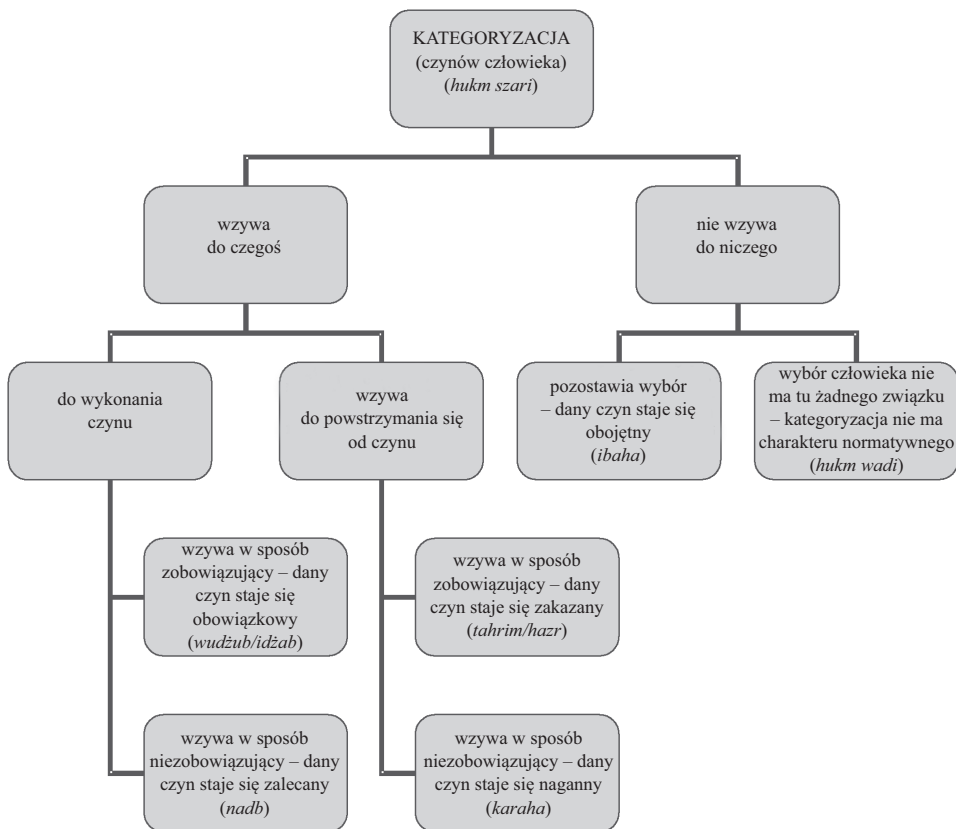 KATEGORYZACJA
(czynów człowieka)
(hukm szari)
wzywa
do czegoś
nie wzywa
do niczego
do wykonania
czynu
wzywa
do powstrzymania się
od czynu
pozostawia wybór
– dany czyn staje się
obojętny
(ibaha)
wybór człowieka nie
ma tu żadnego związku
– kategoryzacja nie ma
charakteru normatywnego
(hukm wadi)
wzywa w sposób
zobowiązujący – dany
czyn staje się
obowiązkowy
(wudżub/idżab)
wzywa w sposób
zobowiązujący – dany
czyn staje się zakazany
(tahrim/hazr)
wzywa w sposób
niezobowiązujący – dany
czyn staje się zalecany
(nadb)
wzywa w sposób
niezobowiązujący – dany
czyn staje się naganny
(karaha)